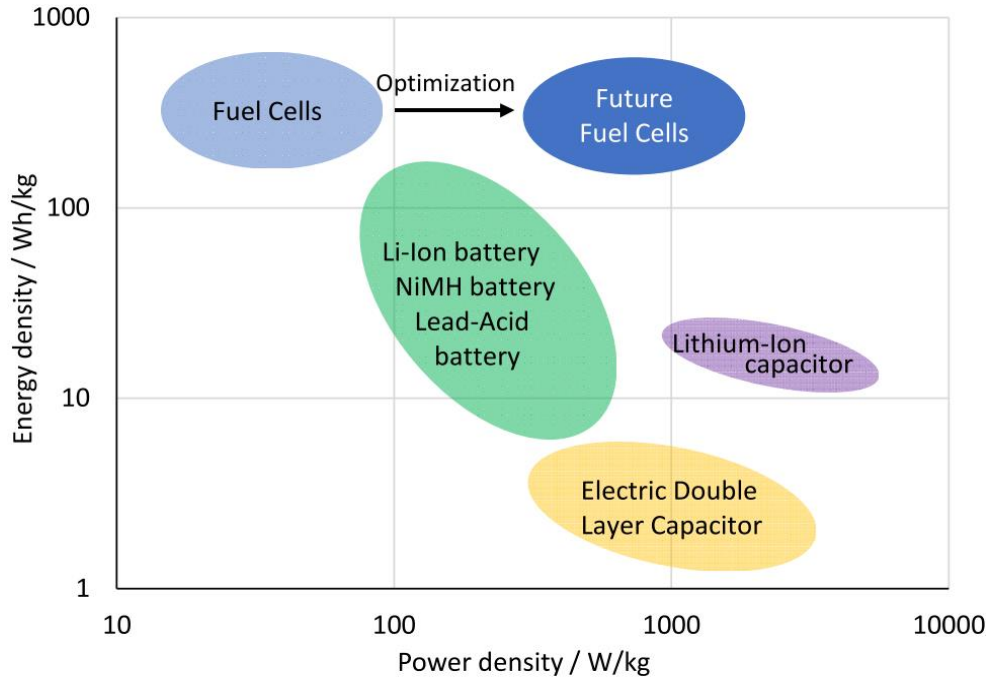 1000
Fuel Cells
Optimization
Future
Fuel Cells
100
Li-Ion battery
NiMH battery
Lead-Acid
battery
Lithium-Ion
capacitor
10
Electric Double
Layer Capacitor
1
10
100
1000
10000
Power density / W/kg
Energy density / Wh/kg